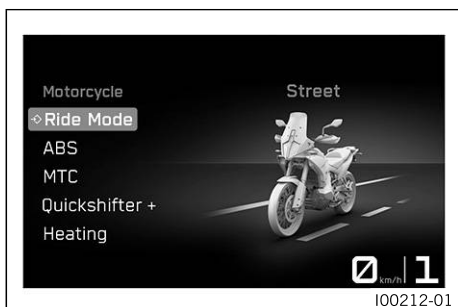 Motorcycle
Street
Ride Mode
ABS
MTC
Quickshifter +
Heating
0 km/h 1
I00212-01